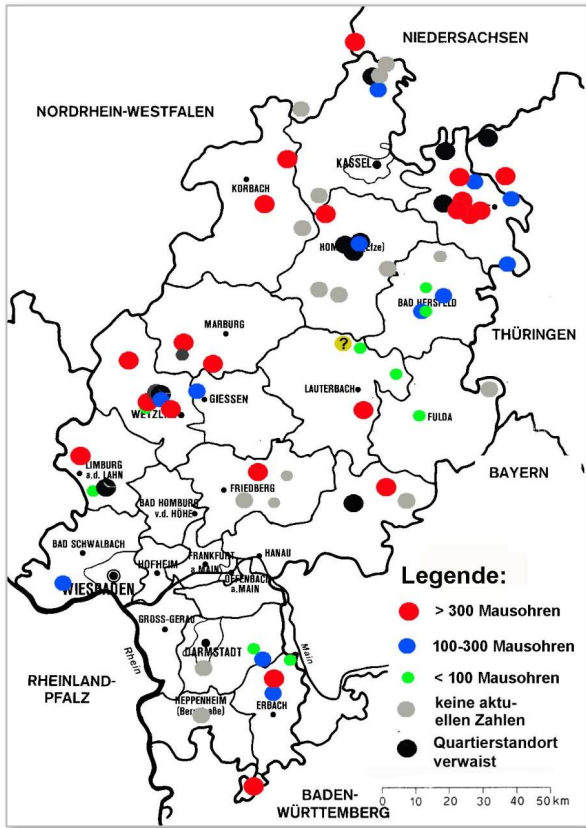 NIEDERSACHSEN
NORDRHEIN-WESTFALEN
KASSEL
KORBACH
THÜRINGEN
BAD HERSFELD
MARBURG
?
LAUTERBACH
GIESSEN
FULDA
LIMBURG
a.d. LAHN
BAYERN
FRIEDBERG
BAD HOMBURG
v.d. HÖHE
BAD SCHWALBACH
HANAU
FRANKFURT
a.MAIN
HOFHEIM
OFFENBACH
a.MAIN
WIESBADEN
Legende:
> 300 Mausohren
GROSS-GERAU
100-300 Mausohren
DARMSTADT
Rhein
Main
< 100 Mausohren
RHEINLAND-
PFALZ
HEPPENHEIM
ERBACH
keine aktu-
ellen Zahlen
Quartierstandort
verwaist
BADEN-
WÜRTTEMBERG
0 10 20 30 40 50
km km